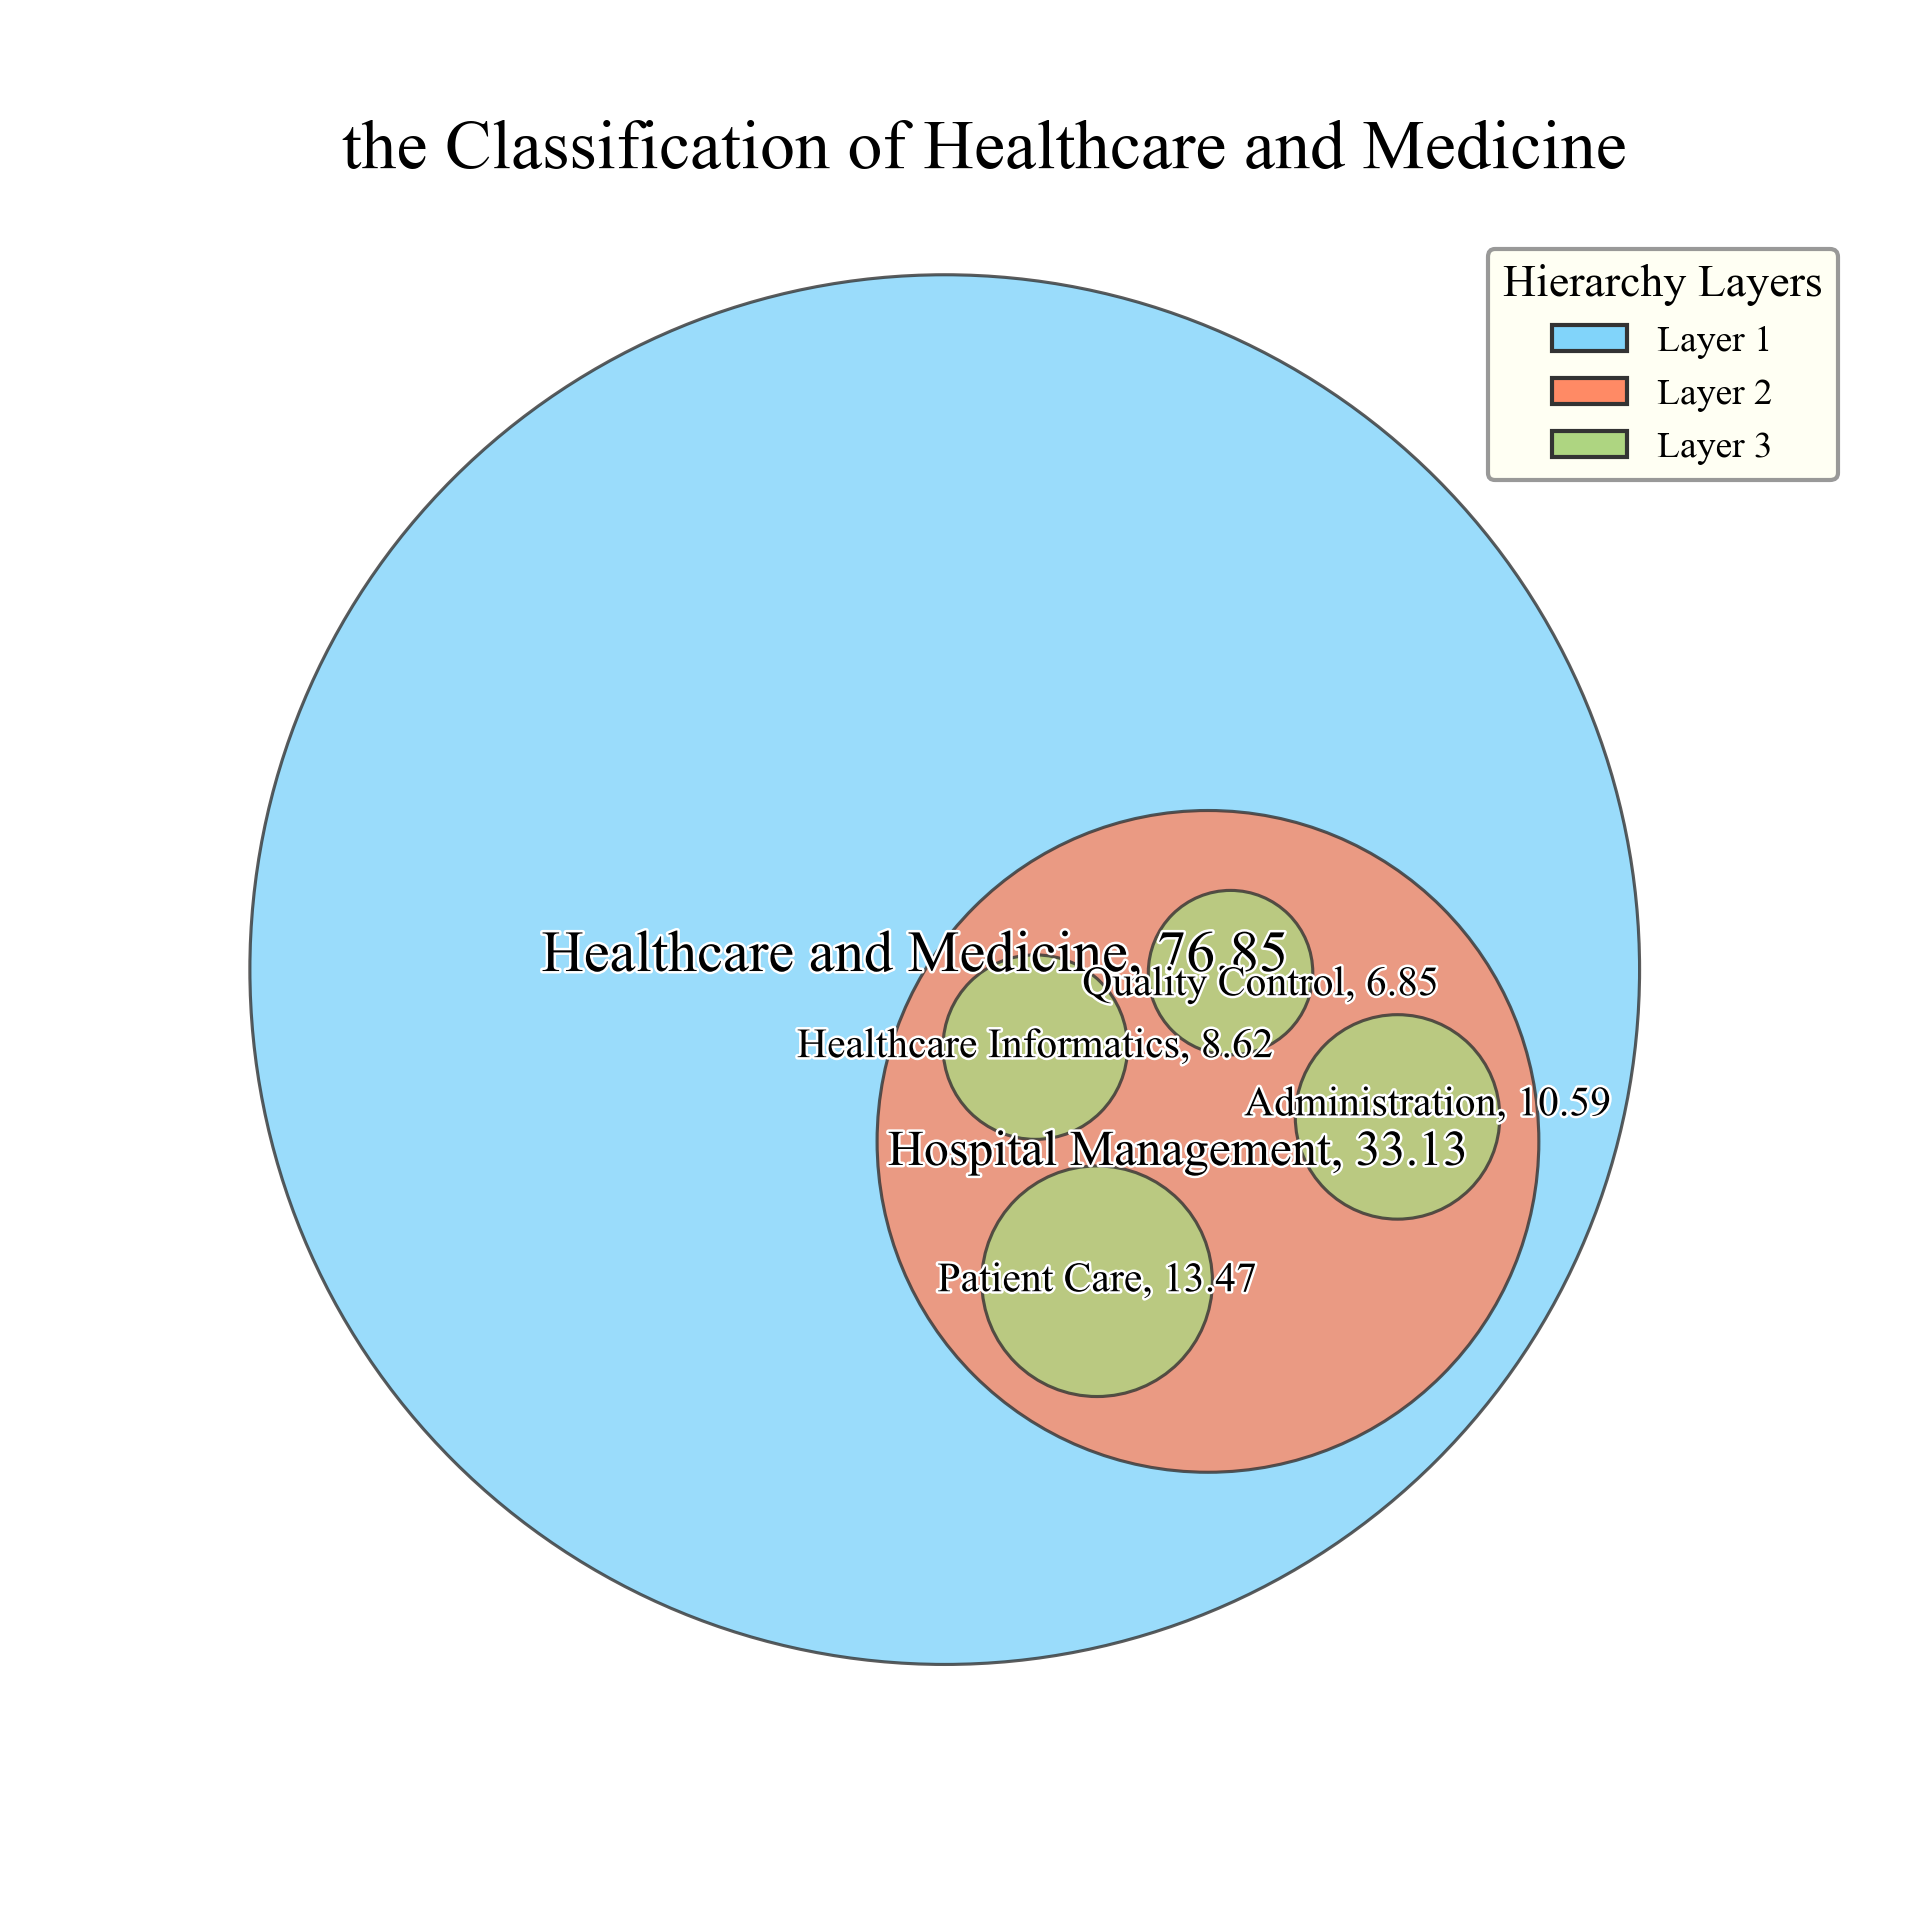 the Classification of Healthcare and Medicine
Hierarchy Layers
Layer 1
Layer 2
Layer 3
Healthcare and Medicine, 76.85
Quality Control, 6.85
Healthcare Informatics, 8.62
Administration, 10.59
Hospital Management, 33.13
Patient Care, 13.47